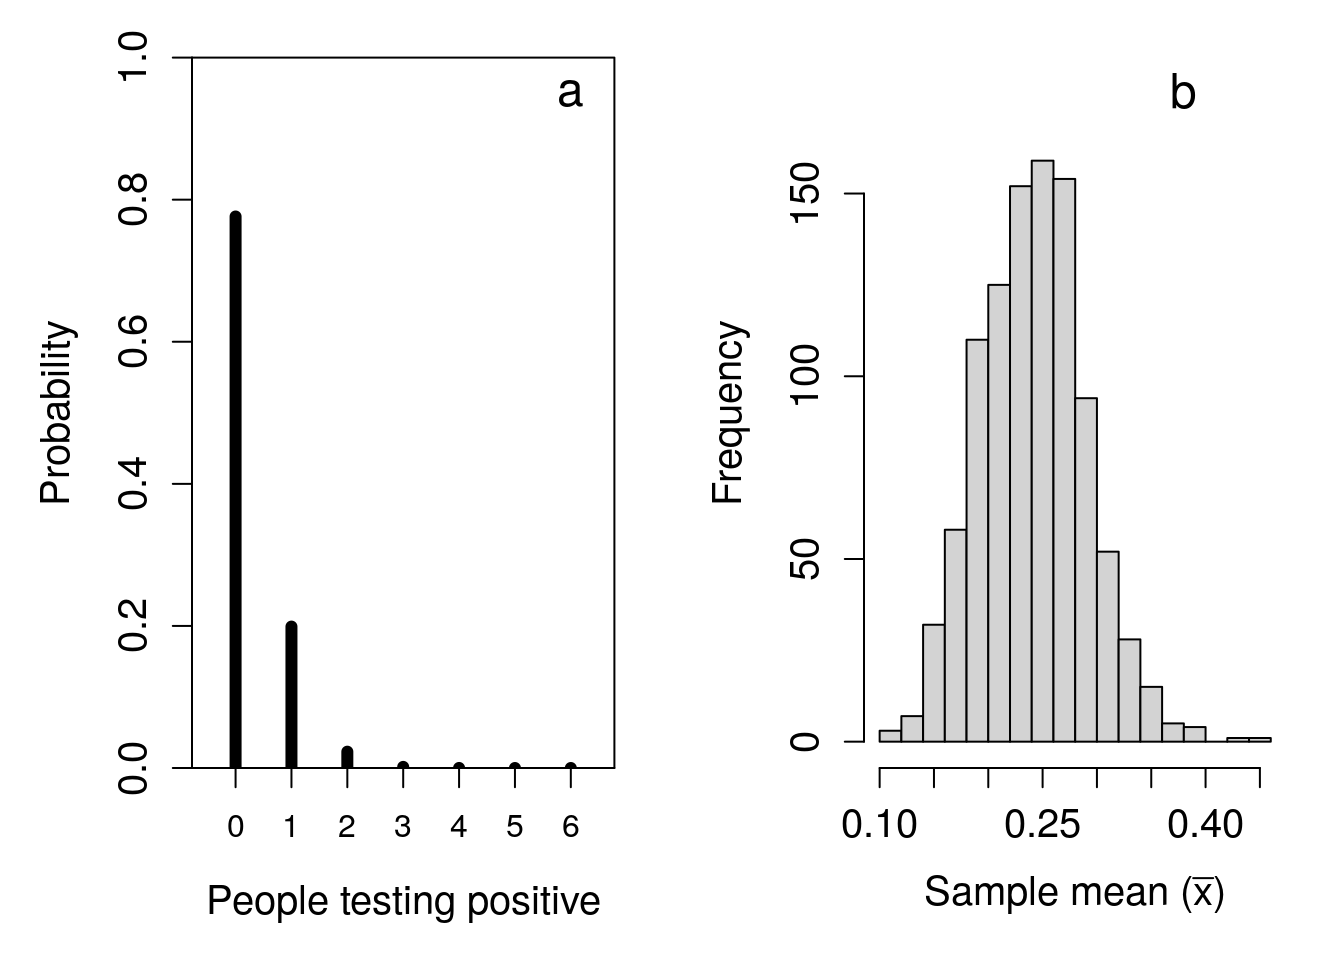 a
1.0
0.8
0.6
0.4
0.2
0.0
Probability
0 1 2 3 4 5 6
People testing positive
b
150
100
50
0
Frequency
0.10 0.25 0.40
Sample mean (x̅)